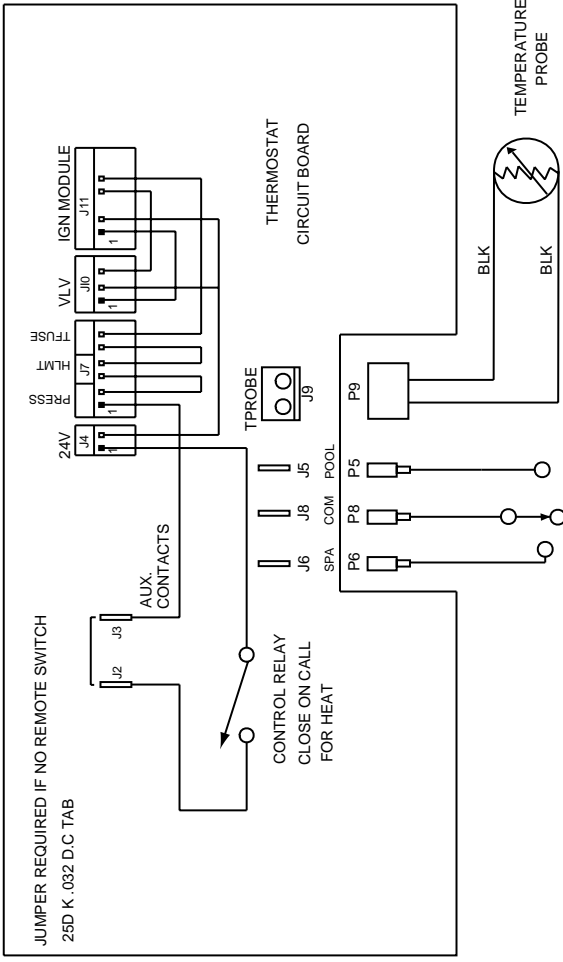 JUMPER REQUIRED IF NO REMOTE SWITCH
25D K .032 D.C TAB
J2
J3
AUX.
CONTACTS
24V
J4
1
PRESS
HLMT
TFUSE
J7
1
VLV
J10
1
IGN MODULE
J11
1
CONTROL RELAY
CLOSE ON CALL
FOR HEAT
THERMOSTAT
CIRCUIT BOARD
TPROBE
J9
J6
J8
J5
SPA
COM
POOL
P6
P8
P5
P9
BLK
BLK
TEMPERATURE
PROBE